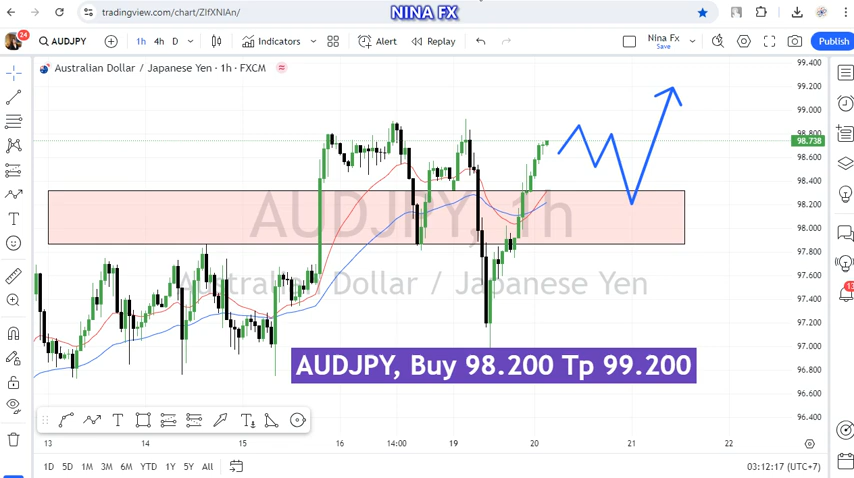 NINA FX
tradingview.com/chart/ZIfXNIAn/
24
AUDJPY
1h 4h D
Indicators
Alert
Replay
Nina Fx
Save
Publish
Australian Dollar / Japanese Yen · 1h · FXCM
99.400
99.200
99.000
98.800
98.738
98.600
98.400
98.200
98.000
97.800
97.600
97.400
97.200
97.000
96.800
96.600
96.400
AUDJPY, 1h
Australian Dollar / Japanese Yen
AUDJPY, Buy 98.200 Tp 99.200
13 14 15 16 14:00 19 20 21 22
1D 5D 1M 3M 6M YTD 1Y 5Y All
03:12:17 (UTC+7)